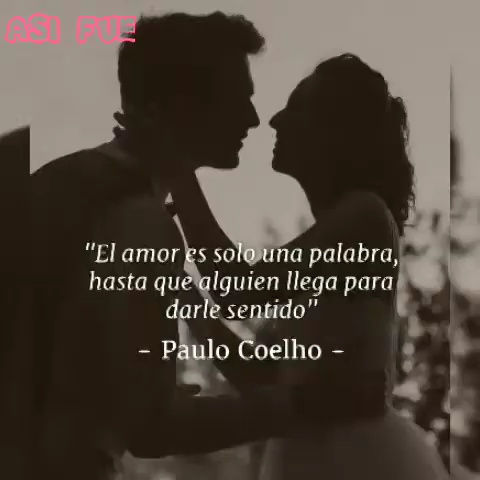 ASI FUE
"El amor es solo una palabra,
hasta que alguien llega para
darle sentido"
- Paulo Coelho -